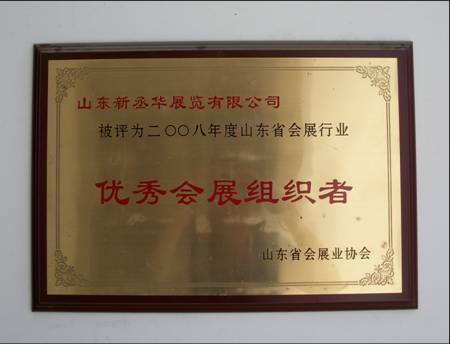 山东新丞华展览有限公司
被评为二〇〇八年度山东省会展行业
优秀会展组织者
山东省会展业协会